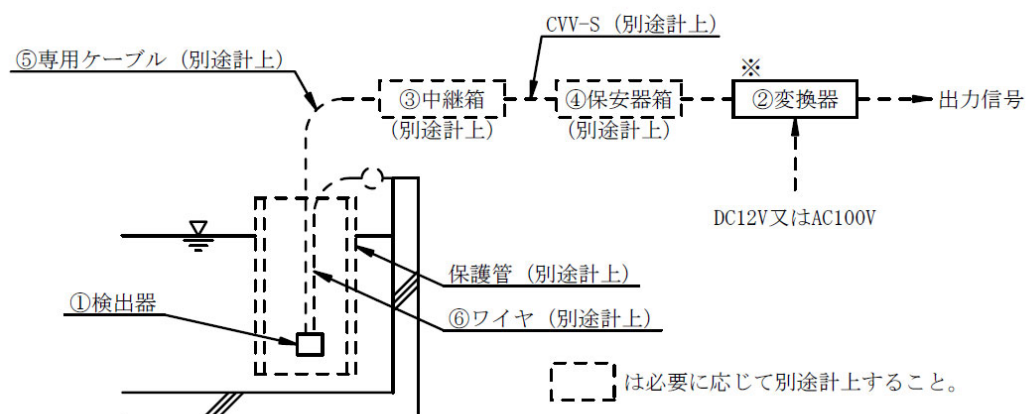 CVV-S (別途計上)
⑤専用ケーブル (別途計上)
※
③中継箱
(別途計上)
④保安器箱
(別途計上)
②変換器
出力信号
DC12V又はAC100V
保護管 (別途計上)
①検出器
⑥ワイヤ (別途計上)
は必要に応じて別途計上すること。